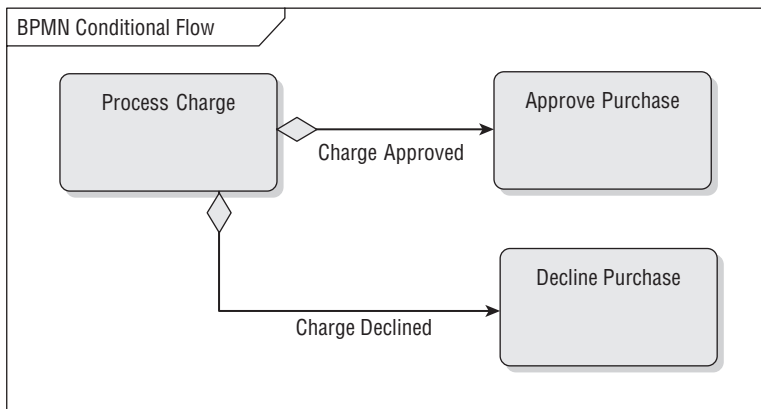 BPMN Conditional Flow
Process Charge
Approve Purchase
Charge Approved
Decline Purchase
Charge Declined